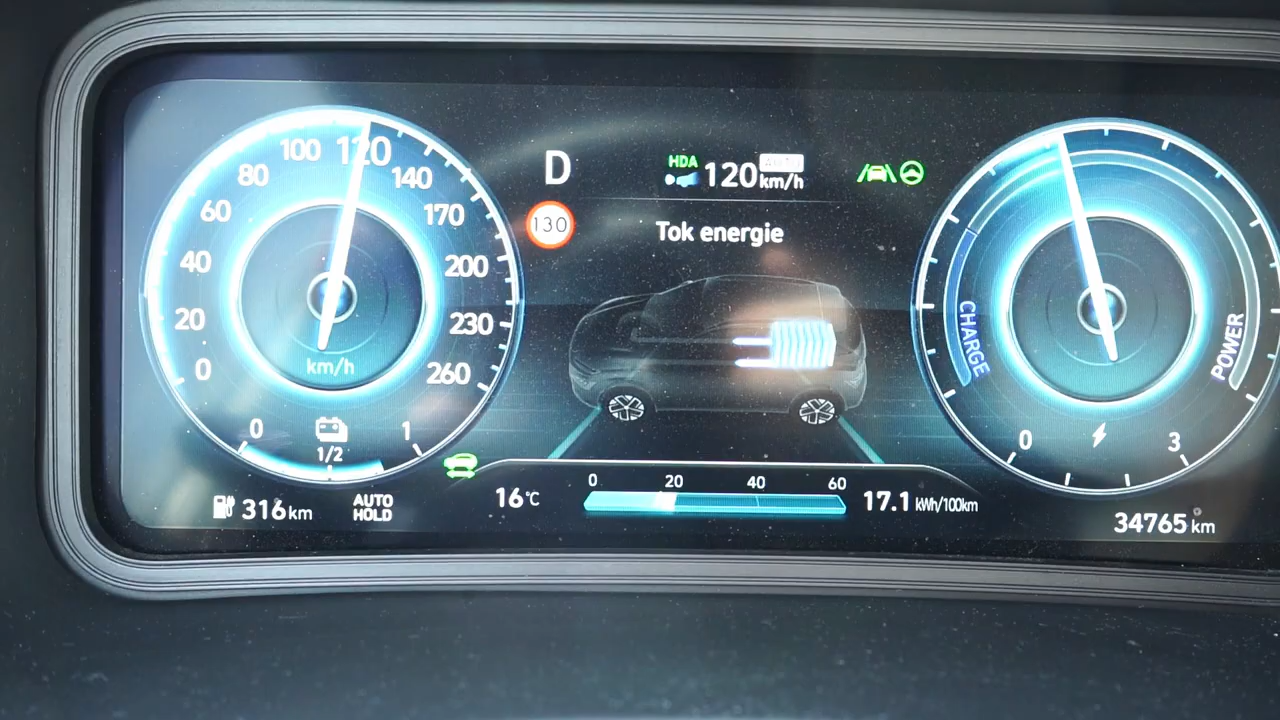 0
20
40
60
80
100
120
140
170
200
230
260
km/h
0
1/2
1
316 km
AUTO
HOLD
D
130
HDA
120 km/h
Tok energie
16 °C
0 20 40 60
17.1 kWh/100km
CHARGE
POWER
0
3
34765 km